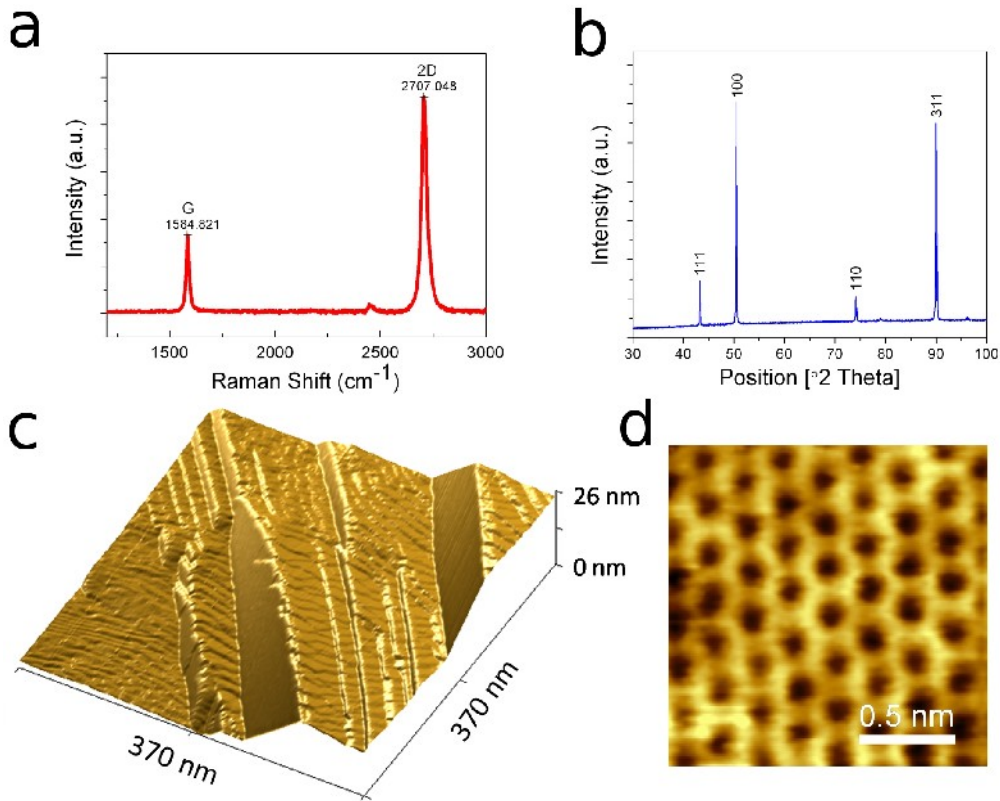 a
2D
2707.048
G
1584.821
Intensity (a.u.)
1500 2000 2500 3000
Raman Shift (cm-1)
b
100
311
111
110
Intensity (a.u.)
30 40 50 60 70 80 90 100
Position [°2 Theta]
c
26 nm
0 nm
370 nm
370 nm
d
0.5 nm